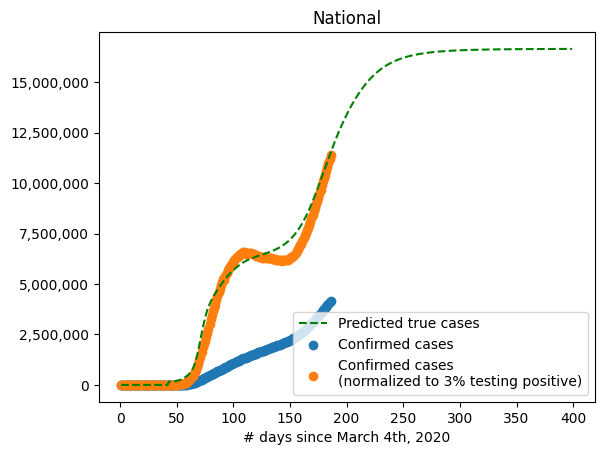 National
15,000,000
12,500,000
10,000,000
7,500,000
5,000,000
2,500,000
0
Predicted true cases
Confirmed cases
Confirmed cases
(normalized to 3% testing positive)
0 50 100 150 200 250 300 350 400
# days since March 4th, 2020